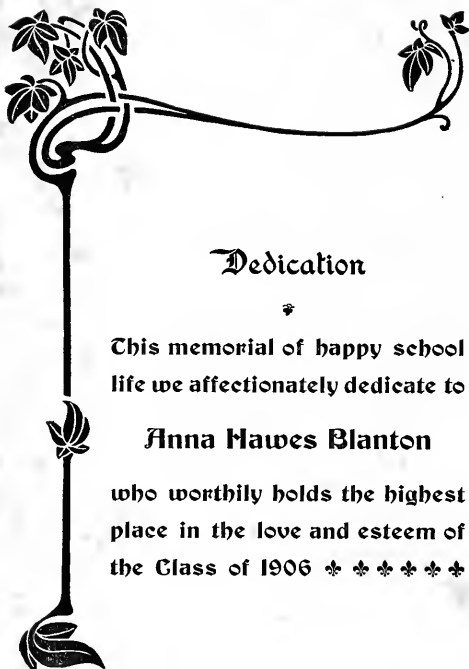 Dedication
This memorial of happy school
life we affectionately dedicate to
Anna Hawes Blanton
who worthily holds the highest
place in the love and esteem of
the Class of 1906